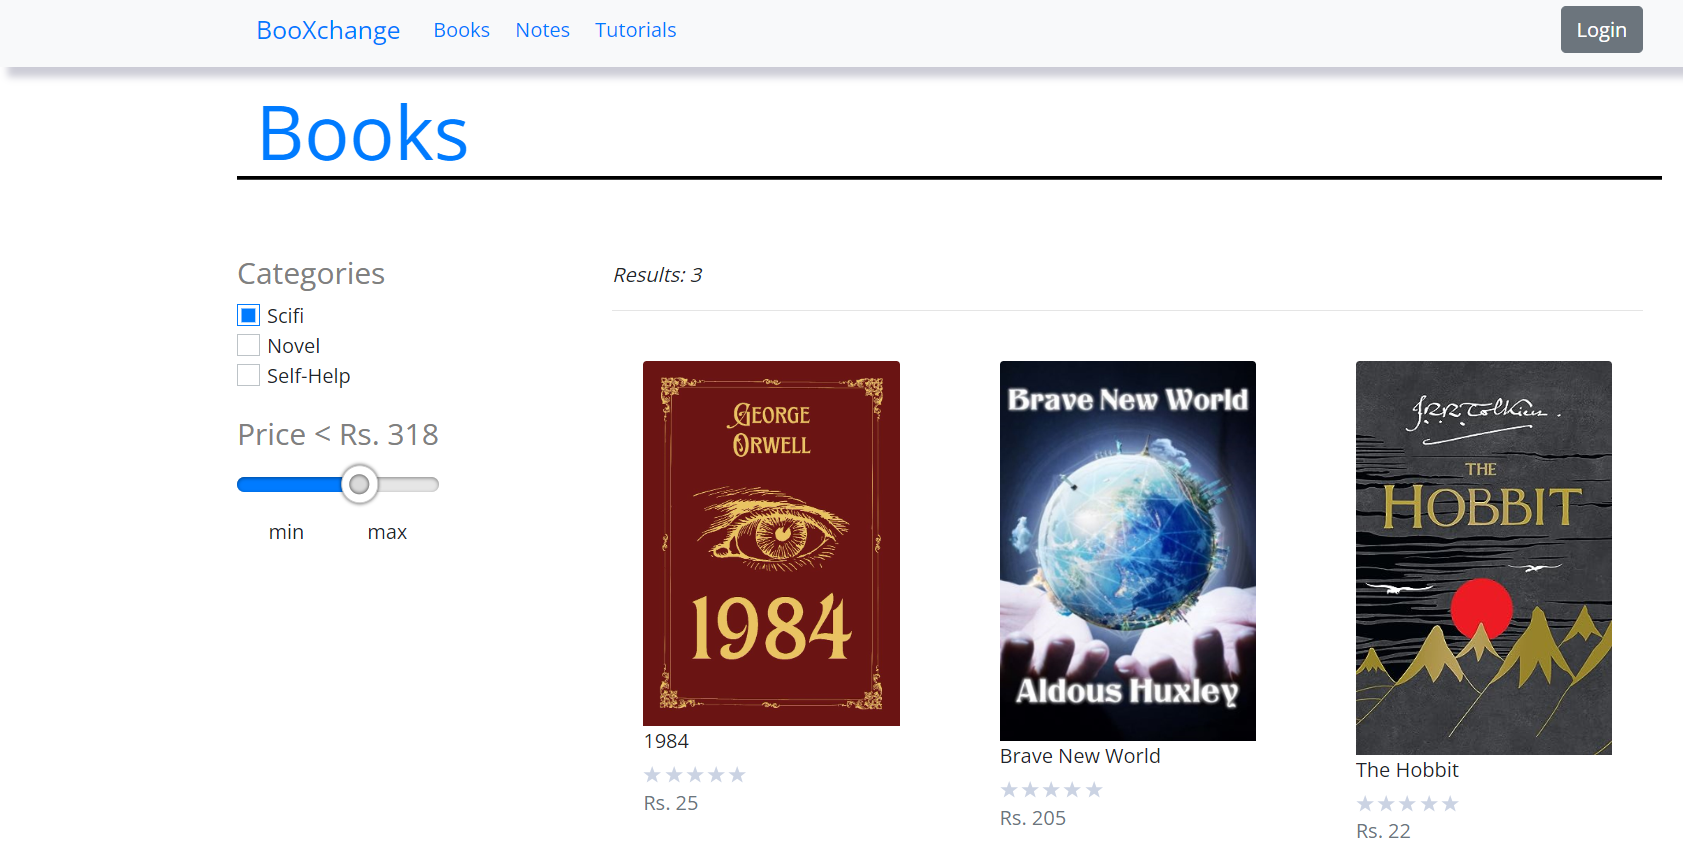 BooXchange Books Notes Tutorials Login
Books
Categories
Scifi
Novel
Self-Help
Price < Rs. 318
min max
Results: 3
GEORGE
ORWELL
1984
1984
Rs. 25
Brave New World
Aldous Huxley
Brave New World
Rs. 205
J.R.R. Tolkien.
THE
HOBBIT
The Hobbit
Rs. 22